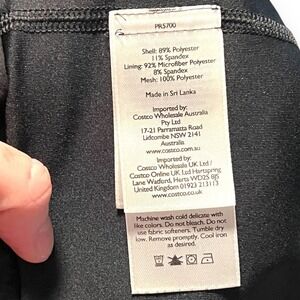 PRS700
Shell: 89% Polyester
11% Spandex
Lining: 92% Microfiber Polyester
8% Spandex
Mesh: 100% Polyester
Made in Sri Lanka
Imported by:
Costco Wholesale Australia
Pty Ltd
17-21 Parramatta Road
Lidcombe NSW 2141
Australia
www.costco.com.au
Imported by:
Costco Wholesale UK Ltd /
Costco Online UK Ltd Hartspring
Lane Watford, Herts WD25 8JS
United Kingdom 01923 213113
www.costco.co.uk
Machine wash cold delicate with
like colors. Do not bleach. Do not
use fabric softeners. Tumble dry
low. Remove promptly. Cool iron
as desired.